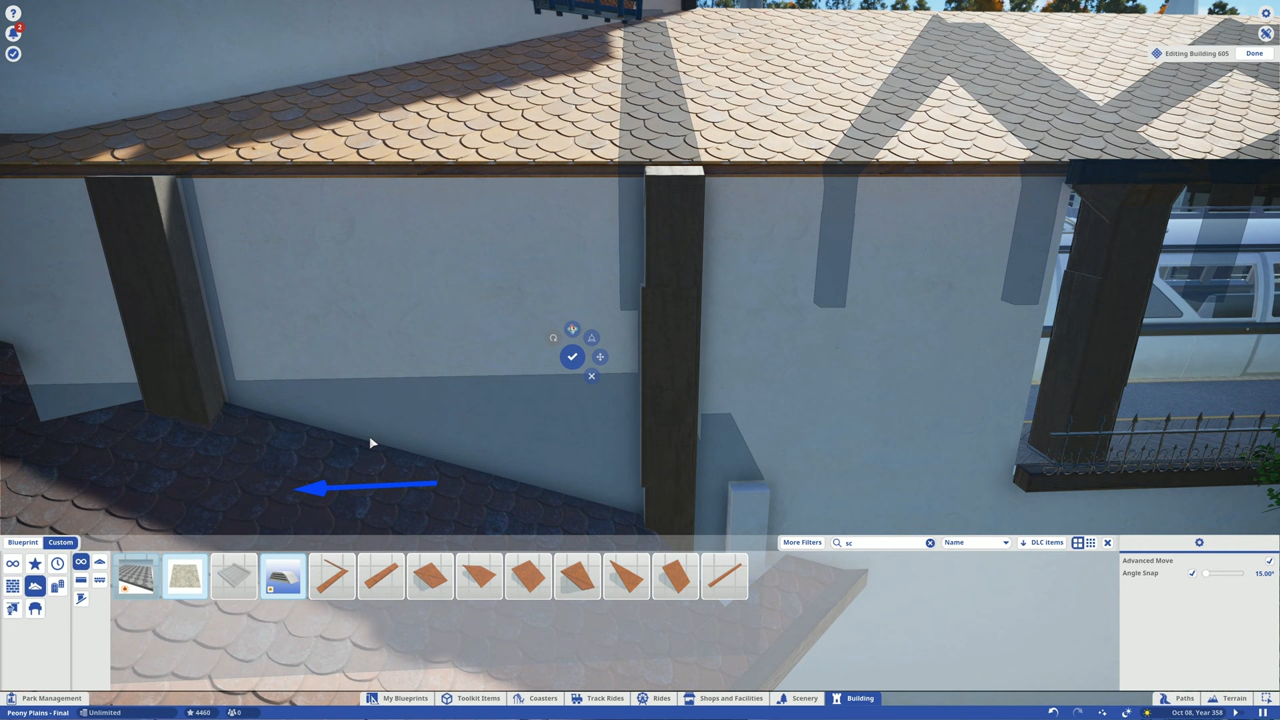 ?
2
Editing Building 605
Done
Blueprint
Custom
More Filters
sc
Name
DLC items
Advanced Move
Angle Snap
15.00°
Park Management
My Blueprints
Toolkit Items
Coasters
Track Rides
Rides
Shops and Facilities
Scenery
Building
Paths
Terrain
Peony Plains - Final
Unlimited
4460
0
Oct 08, Year 358